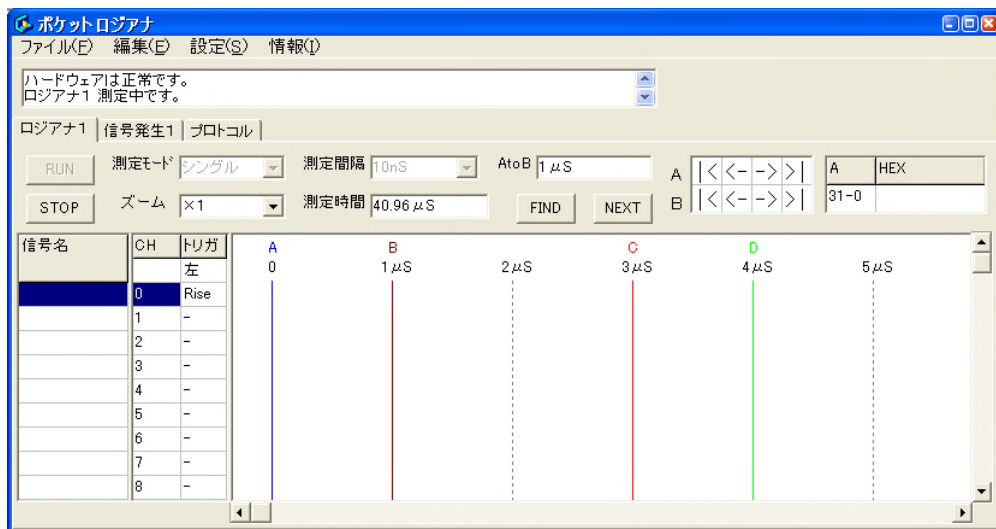 ポケットロジアナ
ファイル(F) 編集(E) 設定(S) 情報(I)
ハードウェアは正常です。
ロジアナ1 測定中です。
ロジアナ1 信号発生1 プロトコル
RUN 測定モード シングル 測定間隔 10nS AtoB 1μS A |< <- -> >| A HEX
STOP ズーム ×1 測定時間 40.96μS FIND NEXT B |< <- -> >| 31-0
信号名 CH トリガ A B C D
左 0 1μS 2μS 3μS 4μS 5μS
0 Rise
1 -
2 -
3 -
4 -
5 -
6 -
7 -
8 -